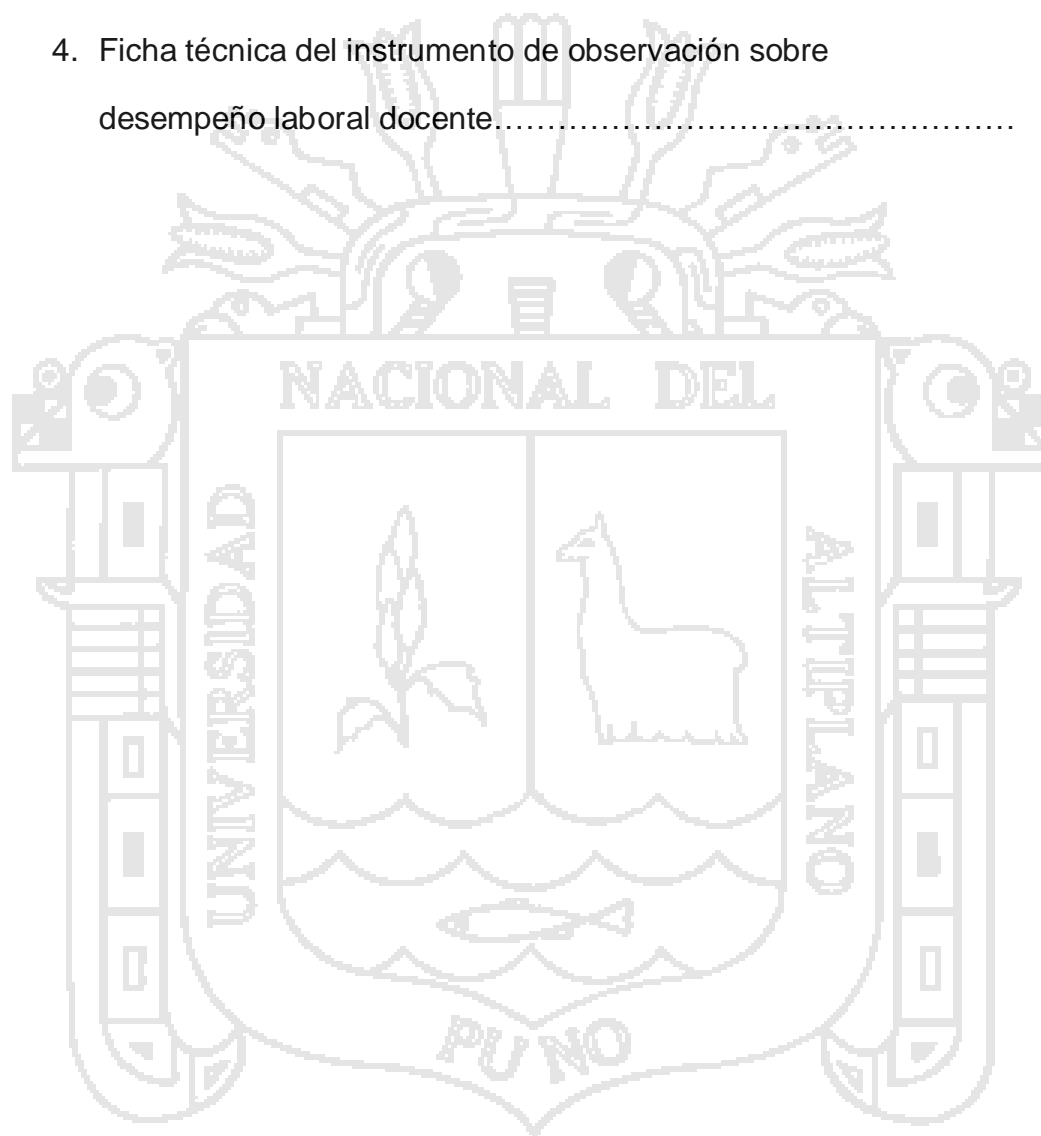 4. Ficha técnica del instrumento de observación sobre
desempeño laboral docente……………………………………………
NACIONAL DEL
UNIVERSIDAD
ALTIPLANO
PUNO